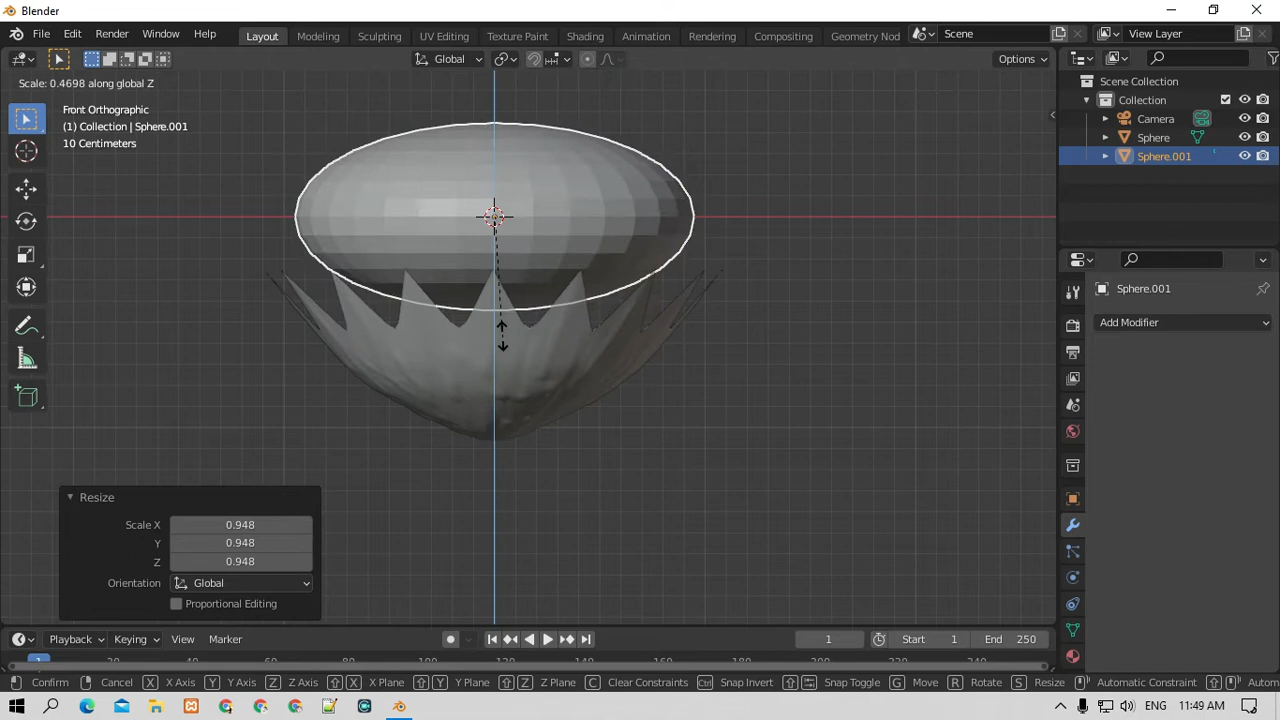 Blender
File Edit Render Window Help
Layout Modeling Sculpting UV Editing Texture Paint Shading Animation Rendering Compositing Geometry Nod
Scene
View Layer
Global
Options
Scale: 0.4698 along global Z
Front Orthographic
(1) Collection | Sphere.001
10 Centimeters
Scene Collection
Collection
Camera
Sphere
Sphere.001
Sphere.001
Add Modifier
Resize
Scale X 0.948
Y 0.948
Z 0.948
Orientation Global
Proportional Editing
Playback Keying View Marker
1
Start 1
End 250
1
Confirm Cancel X X Axis Y Y Axis Z Z Axis X X Plane Y Y Plane Z Z Plane C Clear Constraints Ctrl Snap Invert Snap Toggle G Move R Rotate S Resize Automatic Constraint Autom
11:49 AM